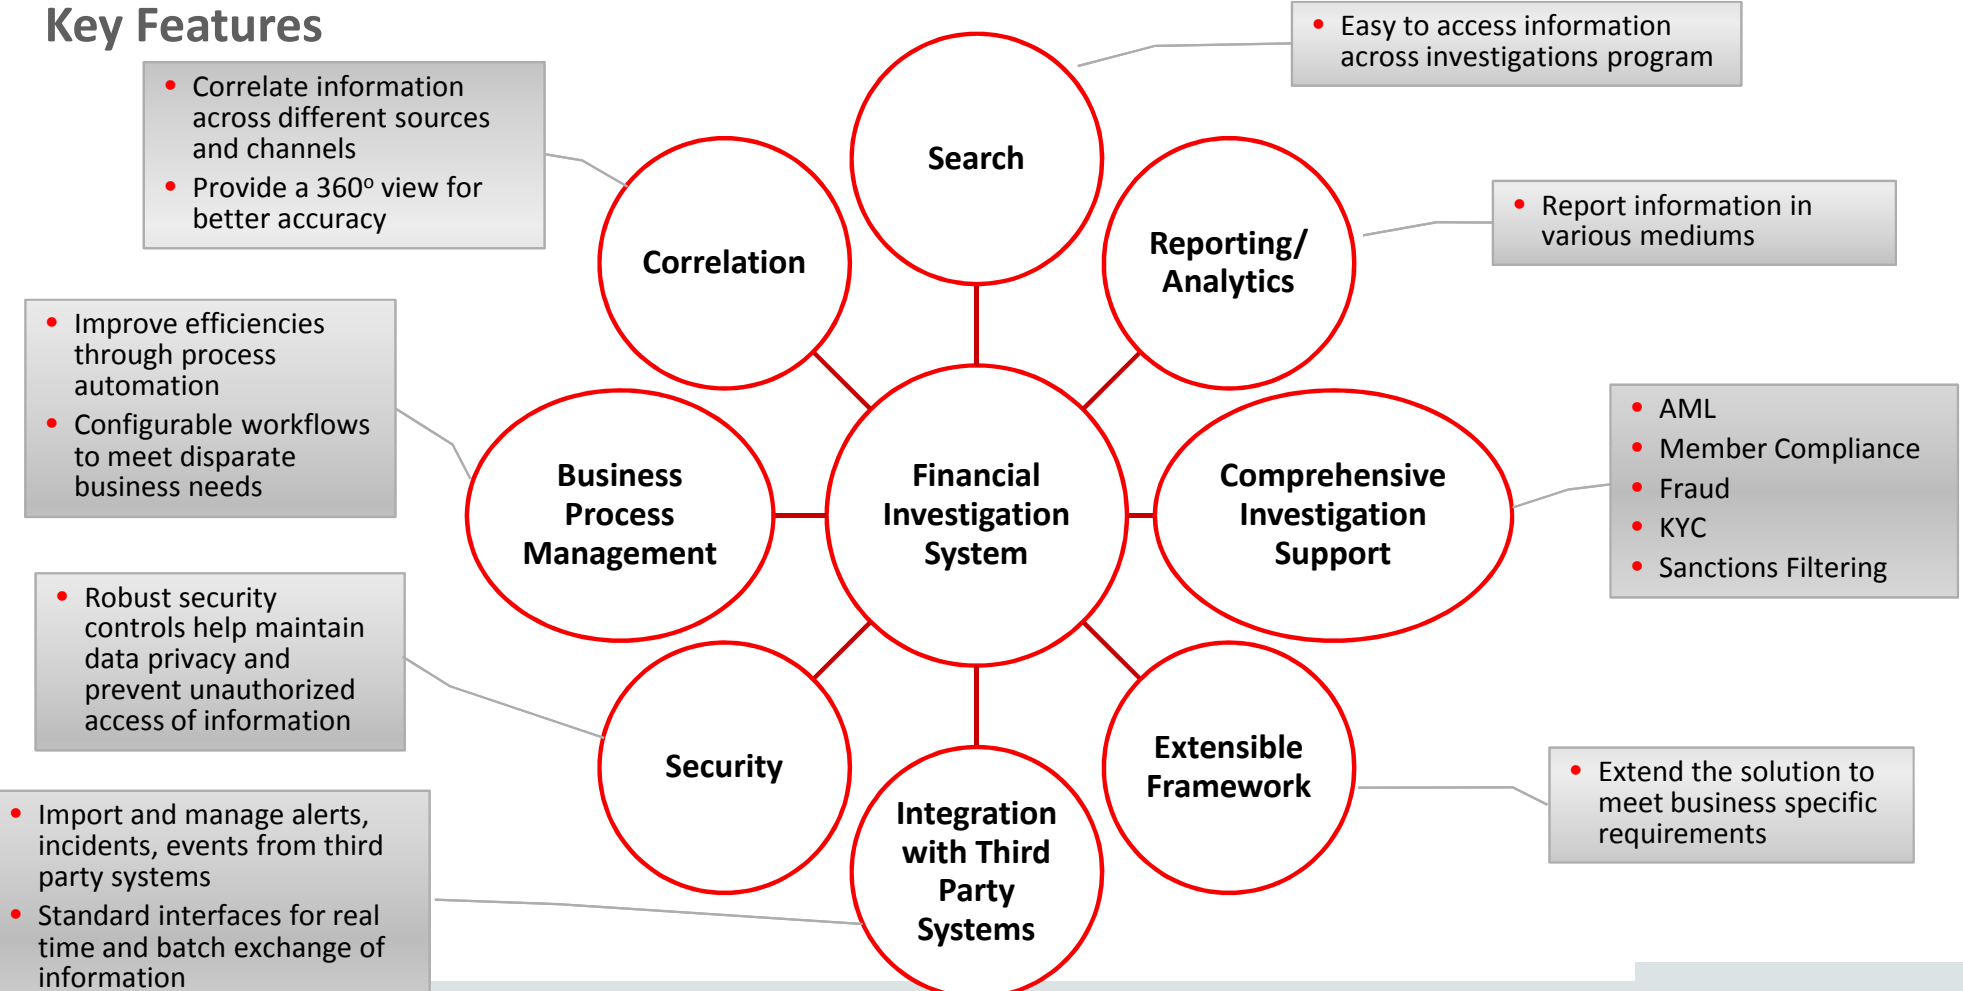 Key Features
• Easy to access information
across investigations program
• Correlate information
across different sources
and channels
• Provide a 360° view for
better accuracy
Search
• Report information in
various mediums
Correlation
Reporting/
Analytics
• Improve efficiencies
through process
automation
• Configurable workflows
to meet disparate
business needs
Business
Process
Management
Financial
Investigation
System
Comprehensive
Investigation
Support
• AML
• Member Compliance
• Fraud
• KYC
• Sanctions Filtering
• Robust security
controls help maintain
data privacy and
prevent unauthorized
access of information
Security
Extensible
Framework
• Extend the solution to
meet business specific
requirements
• Import and manage alerts,
incidents, events from third
party systems
• Standard interfaces for real
time and batch exchange of
information
Integration
with Third
Party
Systems